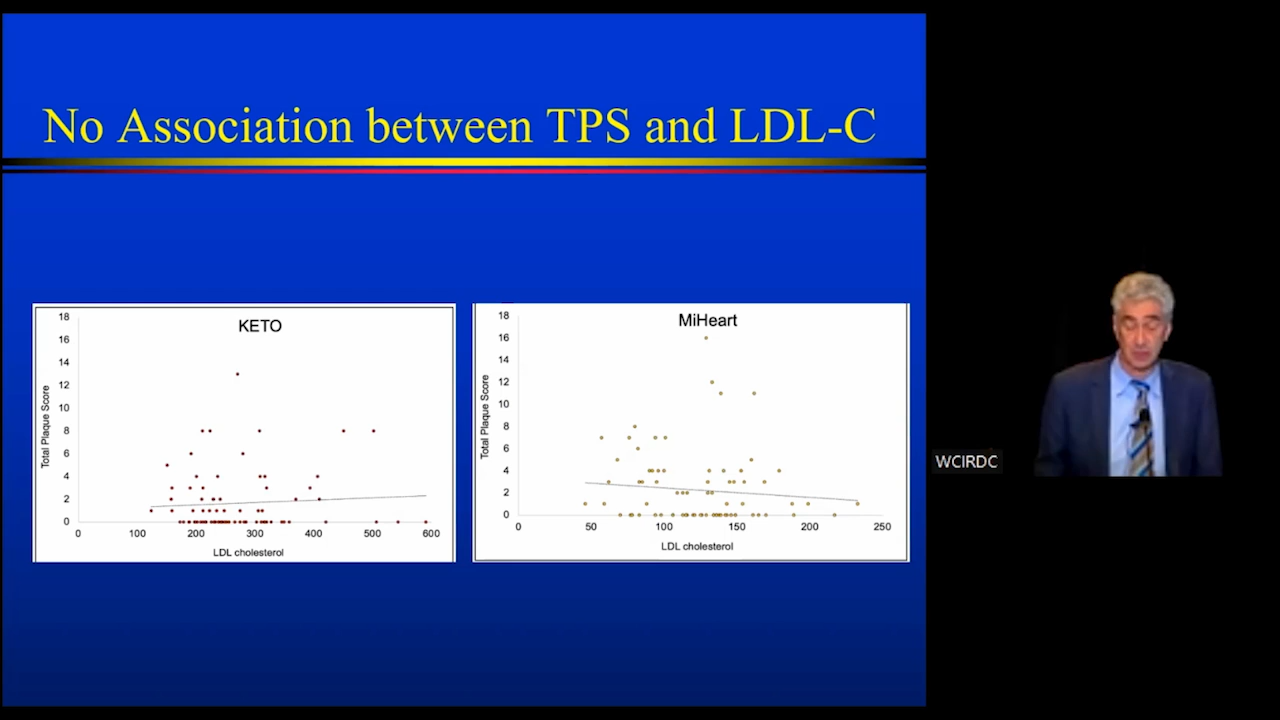 No Association between TPS and LDL-C
KETO
18
16
14
12
10
8
6
4
2
0
Total Plaque Score
0 100 200 300 400 500 600
LDL cholesterol
MiHeart
18
16
14
12
10
8
6
4
2
0
Total Plaque Score
0 50 100 150 200 250
LDL cholesterol
WCIRDC